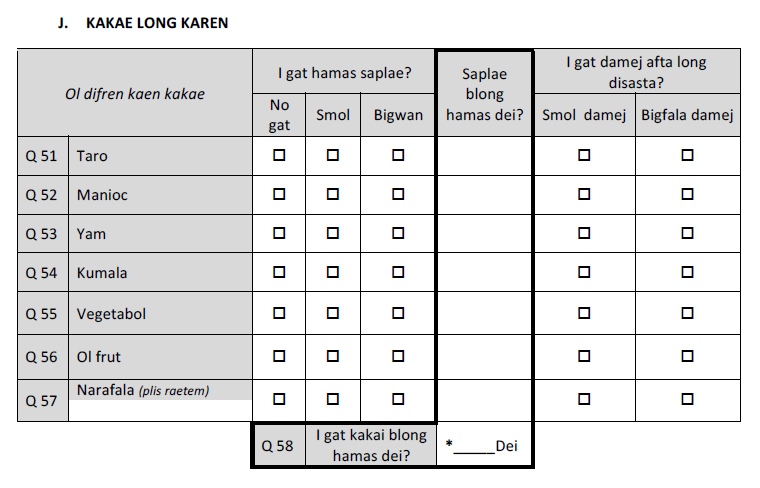 J. KAKAE LONG KAREN
Ol difren kaen kakae
I gat hamas saplae?
Saplae
blong
hamas dei?
I gat damej afta long
disasta?
No
gat
Smol
Bigwan
Smol damej
Bigfala damej
Q 51 Taro
Q 52 Manioc
Q 53 Yam
Q 54 Kumala
Q 55 Vegetabol
Q 56 Ol frut
Q 57 Narafala (plis raetem)
Q 58
I gat kakai blong
hamas dei?
*_____Dei